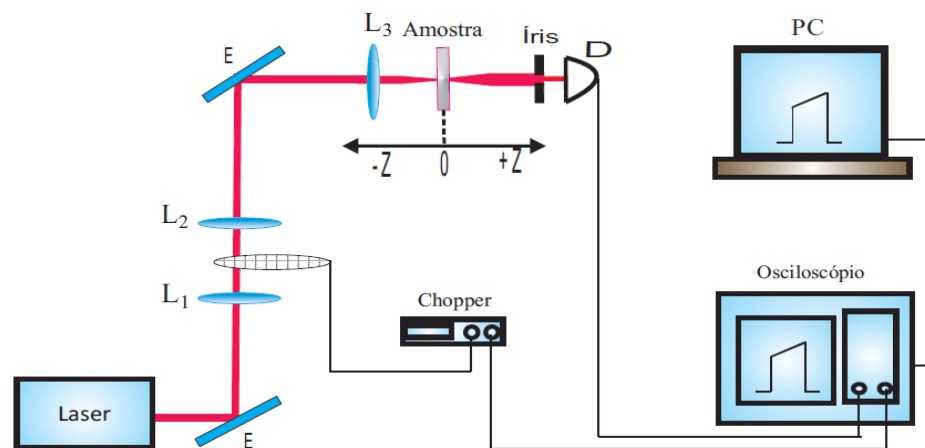 L3 Amostra Íris D PC
E
-Z 0 +Z
L2
L1
Chopper
Osciloscópio
Laser
E